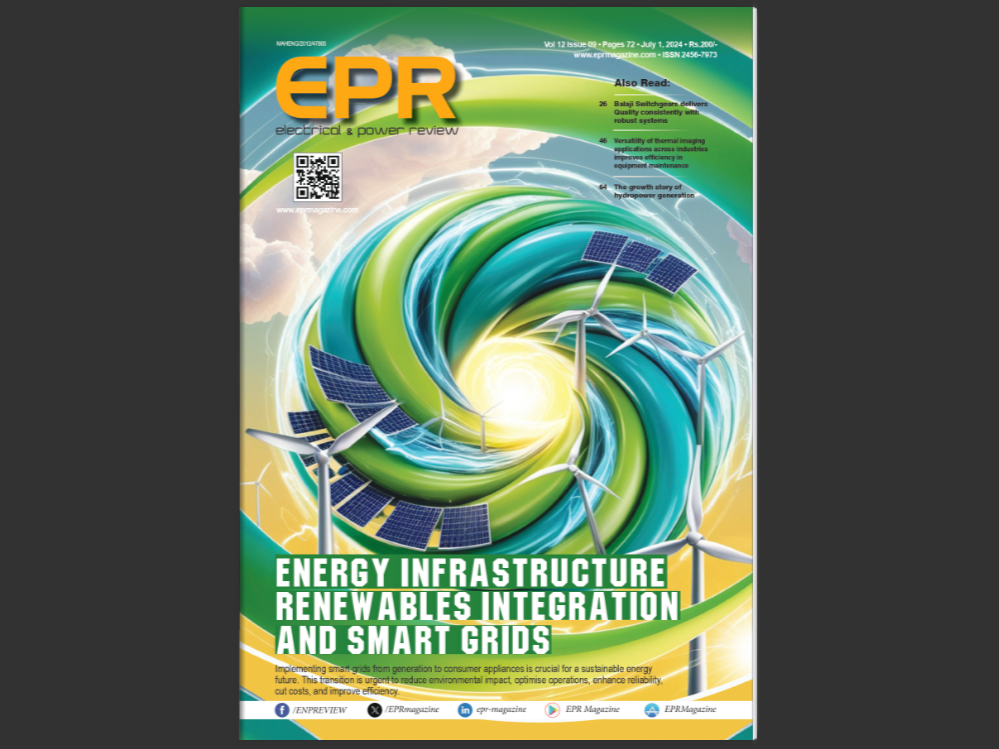 MAHENG/2012/47865
Vol 12 Issue 09 • Pages 72 • July 1, 2024 • Rs.200/-
www.eprmagazine.com • ISSN 2456-7973
EPR
electrical & power review
www.eprmagazine.com
Also Read:
26 Balaji Switchgears delivers
Quality consistently with
robust systems
46 Versatility of thermal imaging
applications across industries
improves efficiency in
equipment maintenance
64 The growth story of
hydropower generation
ENERGY INFRASTRUCTURE
RENEWABLES INTEGRATION
AND SMART GRIDS
Implementing smart grids from generation to consumer appliances is crucial for a sustainable energy
future. This transition is urgent to reduce environmental impact, optimise operations, enhance reliability,
cut costs, and improve efficiency.
/ENPREVIEW /EPRmagazine epr-magazine EPR Magazine EPRMagazine